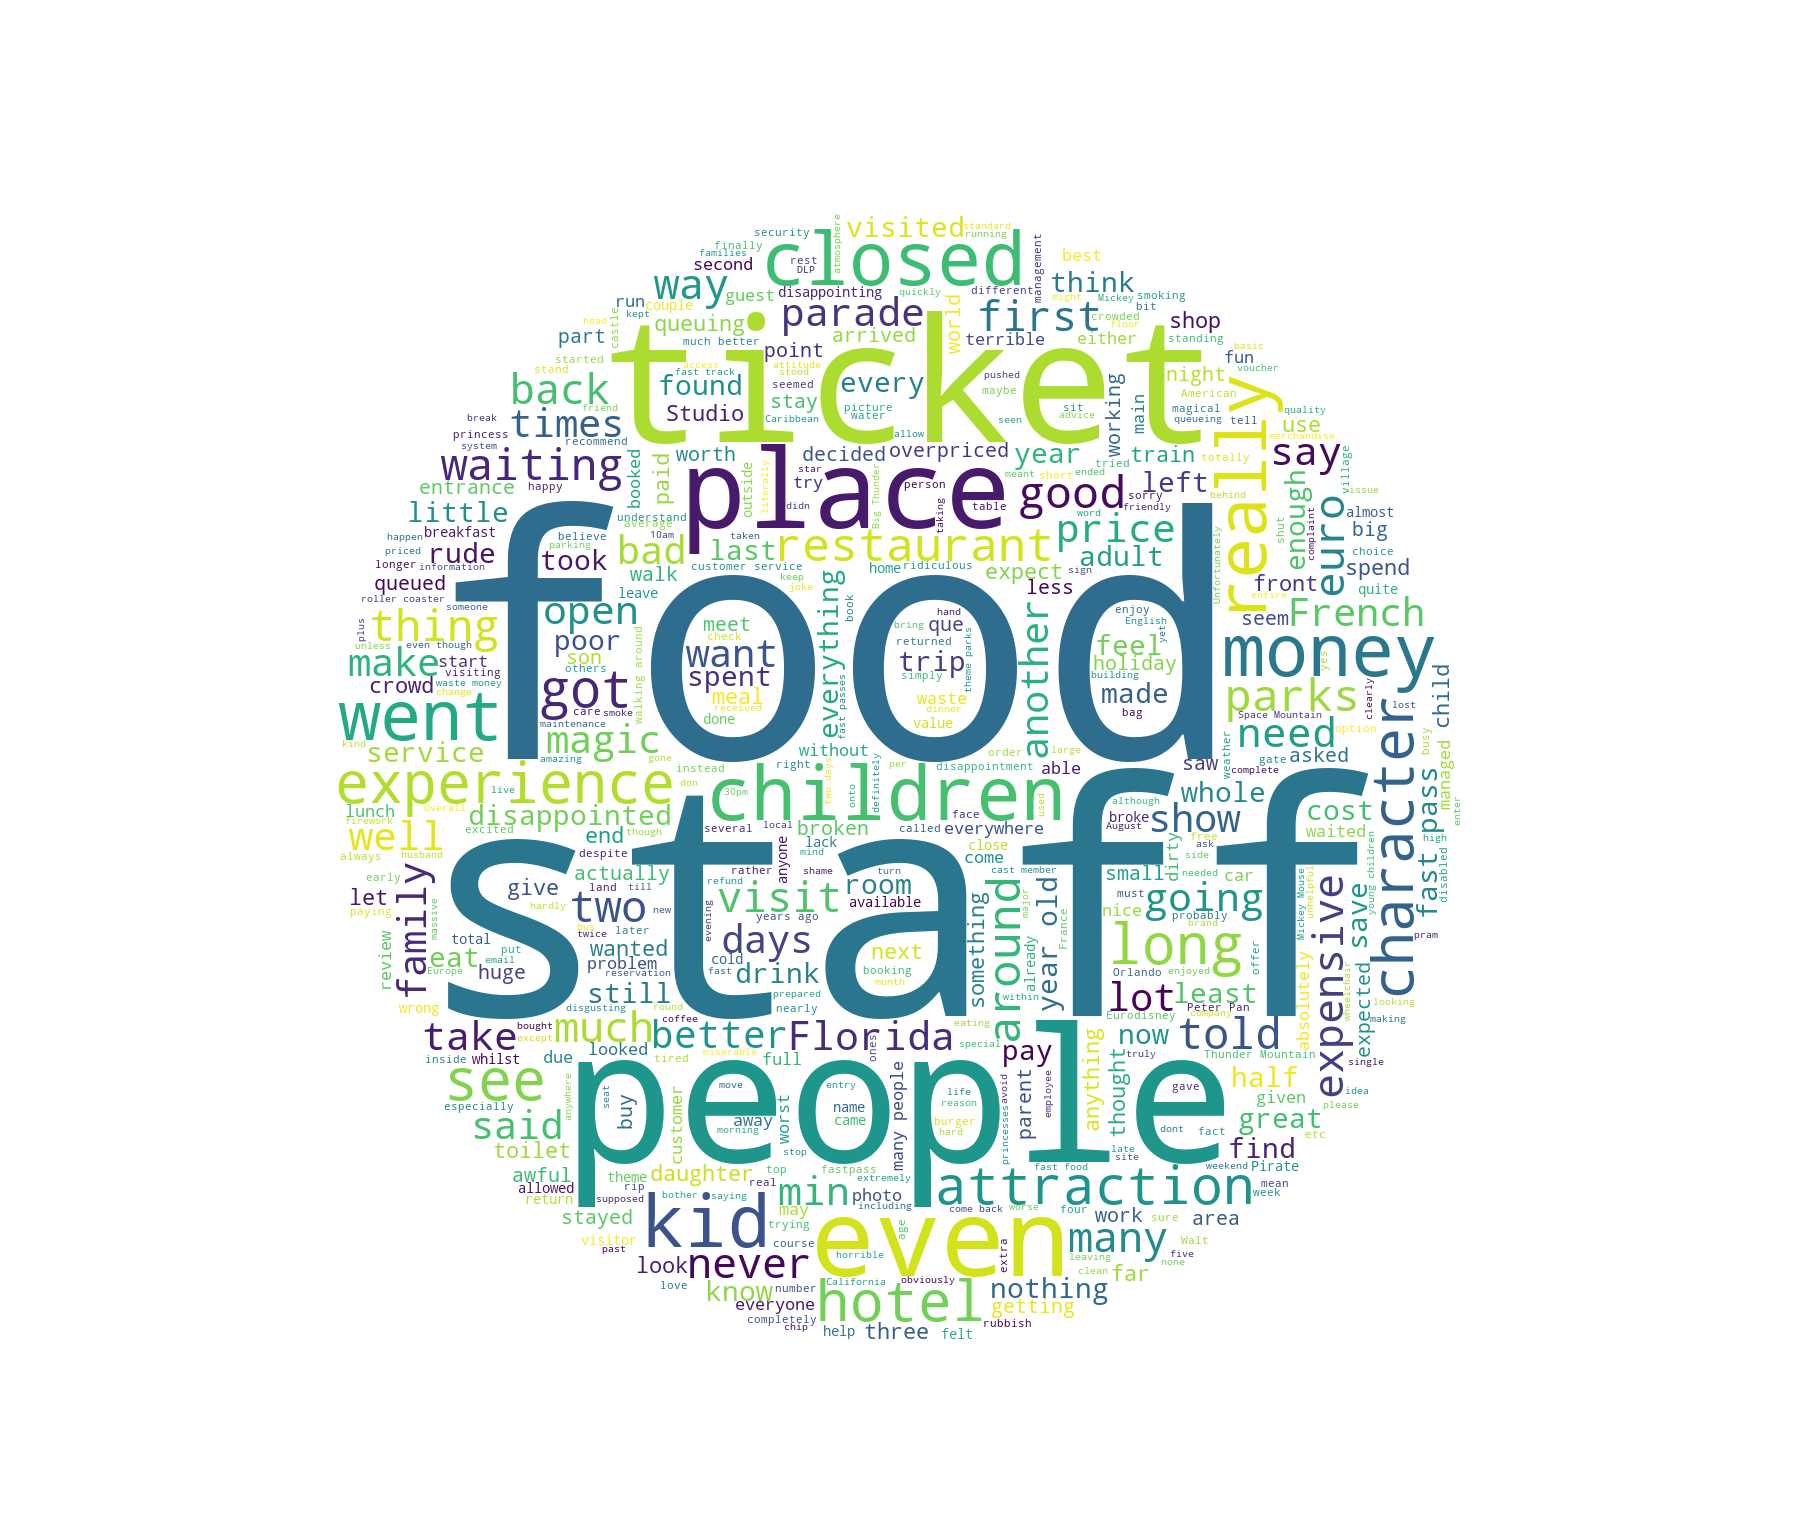 visited
standard
running
security
finally
families
atmosphere
closed
second
rest
DLP
management
best
way
guest
disappointing
quickly
different
think
Mickey
smoking
bit
run
couple
parade
world
first
might
crowded
shop
head
kept
castle
queuing
arrived
terrible
either
floor
standing
part
much better
point
fun
basic
started
stand
ticket
access
attitude
fast track
stood
seemed
pushed
night
voucher
back
found
every
maybe
working
main
American
friend
Studio
stay
picture
water
Caribbean
sit
advice
seen
magical
queueing
tell
really
quality
use
break
times
princess
system
recommend
allow
merchandise
waiting
worth
decided
overpriced
year
tried
train
totally
say
happy
booked
paid
outside
literally
try
star
didn
Big Thunder
person
taking
place
table
meant
short
ended
good
sorry
friendly
left
behind
enough
shut
complaint
euro
village
issue
entrance
little
understand
average
10am
taken
word
price
almost
big
happen
breakfast
believe
parking
priced
rude
took
bad
last
restaurant
adult
choice
longer
information
customer service
home
ridiculous
sign
Unfortunately
queued
walk
keep
joke
expect
less
front
spend
quite
roller coaster
someone
leave
food
everything
book
entire
plus
thing
open
meet
check
bring
hand
que
another
enjoy
English
yet
seem
French
unless
even though
poor
son
others
walking around
want
returned
trip
theme parks
feel
holiday
money
yes
make
start
visiting
crowd
waste money
change
got
spent
meal
received
simply
waste
dinner
building
made
bag
parks
clearly
lost
child
care
smoke
done
fast passes
value
went
maintenance
magic
Space Mountain
option
need
character
kind
service
amazing
gone
without
order
large
weather
gate
asked
busy
managed
instead
right
disappointment
able
saw
complete
experience
live
don
children
30pm
two days
onto
definitely
per
used
although
whole
fast pass
lunch
Overall
disappointed
firework
excited
well
end
though
several
local
broken
called
face
everywhere
close
August
broke
show
free
ask
cost
waited
high
enter
always
husband
despite
rather
lack
mind
anyone
come
cast member
side
staff
early
family
actually
refund
shame
turn
small
dirty
needed
car
young children
disabled
let
paying
give
land
till
hardly
visit
room
available
around
must
going
unhelpful
Mickey Mouse
expensive
save
wheelchair
massive
review
two
new
bus
later
twice
evening
years ago
major
France
nice
probably
brand
pram
total
put
wanted
days
next
something
already
year old
long
offer
absolutely
expected
eat
Europe
email
huge
problem
reservation
cold
fast
drink
booking
month
Orlando
enjoyed
looking
wrong
disgusting
still
round
prepared
nearly
within
lot
least
Peter Pan
company
making
take
bought
except
much
coffee
better
Florida
eating
special
Eurodisney
now
told
inside
whilst
due
looked
tired
miserable
full
ones
pay
truly
Thunder Mountain
single
see
anywhere
people
seat
move
entry
life
reason
avoid
princesses
parent
employee
anything
thought
gave
half
given
idea
please
especially
buy
name
came
burger
hard
many people
said
customer
away
morning
worst
stop
dont
fact
great
etc
toilet
late
site
find
awful
theme
daughter
top
fastpass
extremely
fast food
weekend
Pirate
mean
week
allowed
return
rip
supposed
bother
saying
real
min
photo
including
attraction
stayed
may
trying
age
come back
worse
four
work
sure
area
visitor
past
kid
course
even
extra
many
Walt
five
none
look
never
horrible
leaving
clean
far
love
know
number
California
obviously
nothing
getting
everyone
hotel
completely
chip
help
three
felt
rubbish